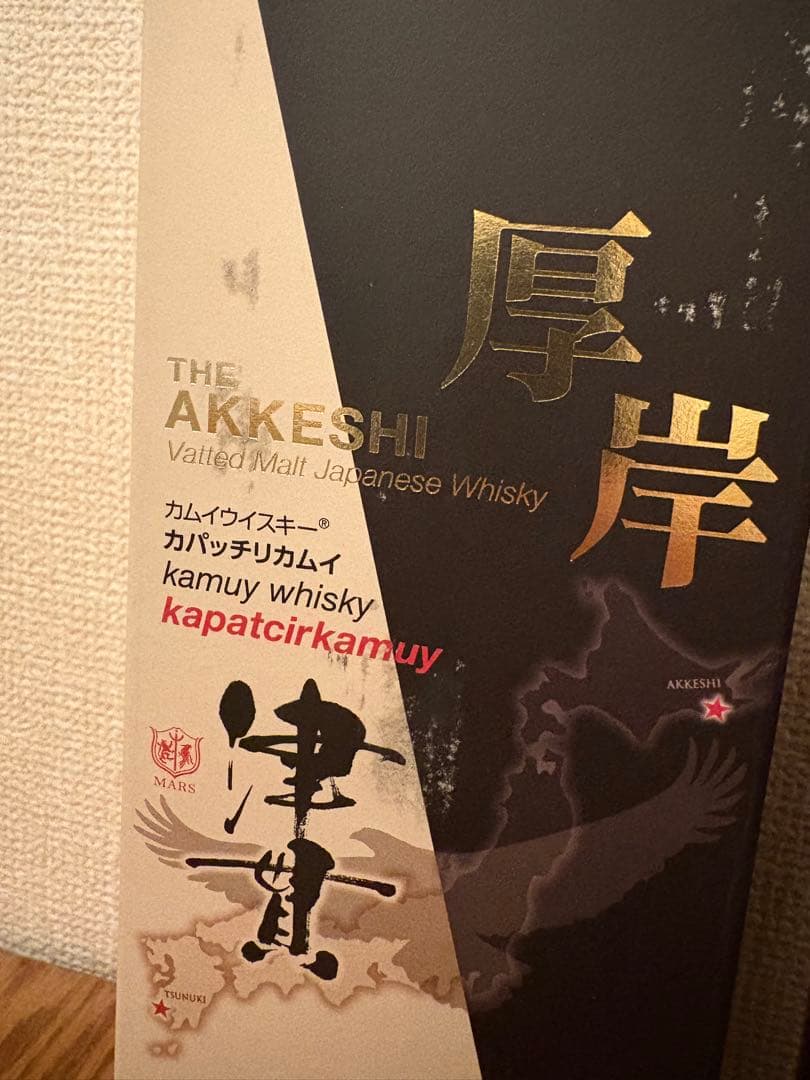 厚岸
THE
AKKESHI
Vatted Malt Japanese Whisky
カムイウイスキー®
カパッチリカムイ
kamuy whisky
kapatcirkamuy
AKKESHI
津貫
MARS
TSUNUKI